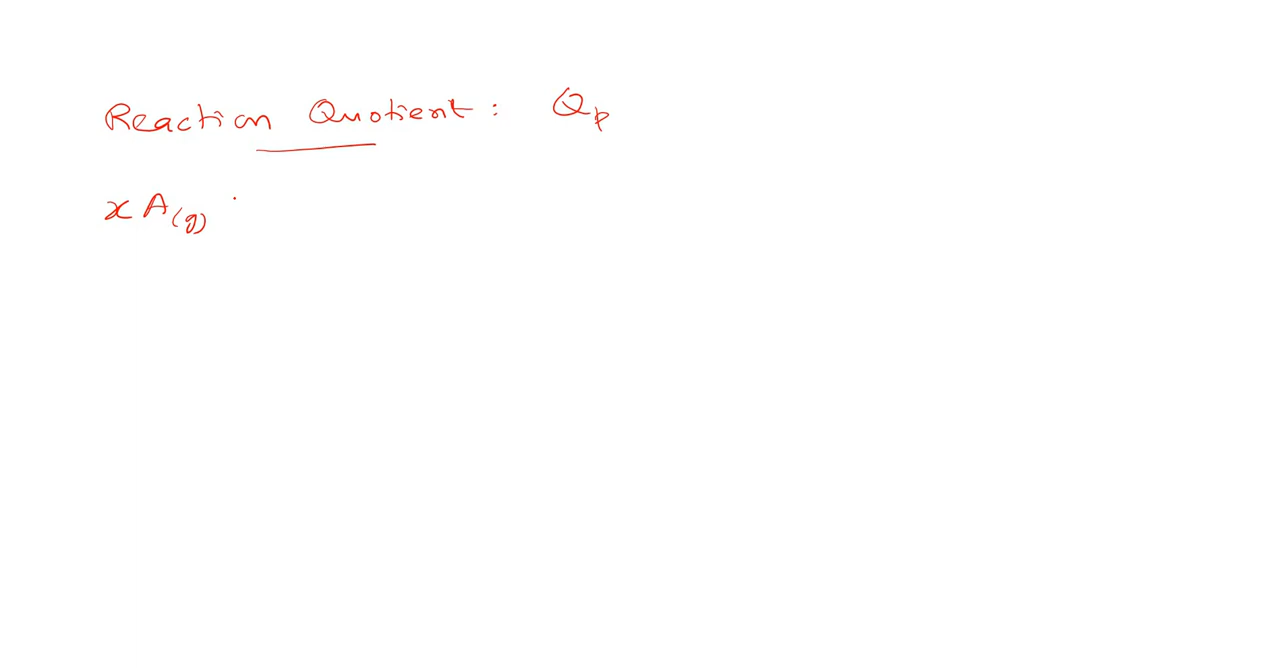 Reaction Quotient : Qp
x A(g)